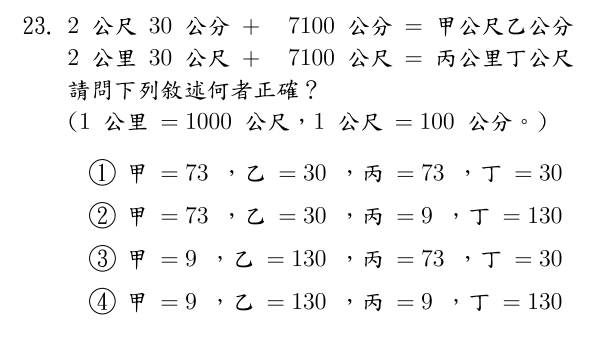 23. 2 公尺 30 公分 + 7100 公分 = 甲公尺乙公分
2 公里 30 公尺 + 7100 公尺 = 丙公里丁公尺
請問下列敘述何者正確？
（1 公里 = 1000 公尺，1 公尺 = 100 公分。）
① 甲 = 73 ，乙 = 30 ，丙 = 73 ，丁 = 30
② 甲 = 73 ，乙 = 30 ，丙 = 9 ，丁 = 130
③ 甲 = 9 ，乙 = 130 ，丙 = 73 ，丁 = 30
④ 甲 = 9 ，乙 = 130 ，丙 = 9 ，丁 = 130